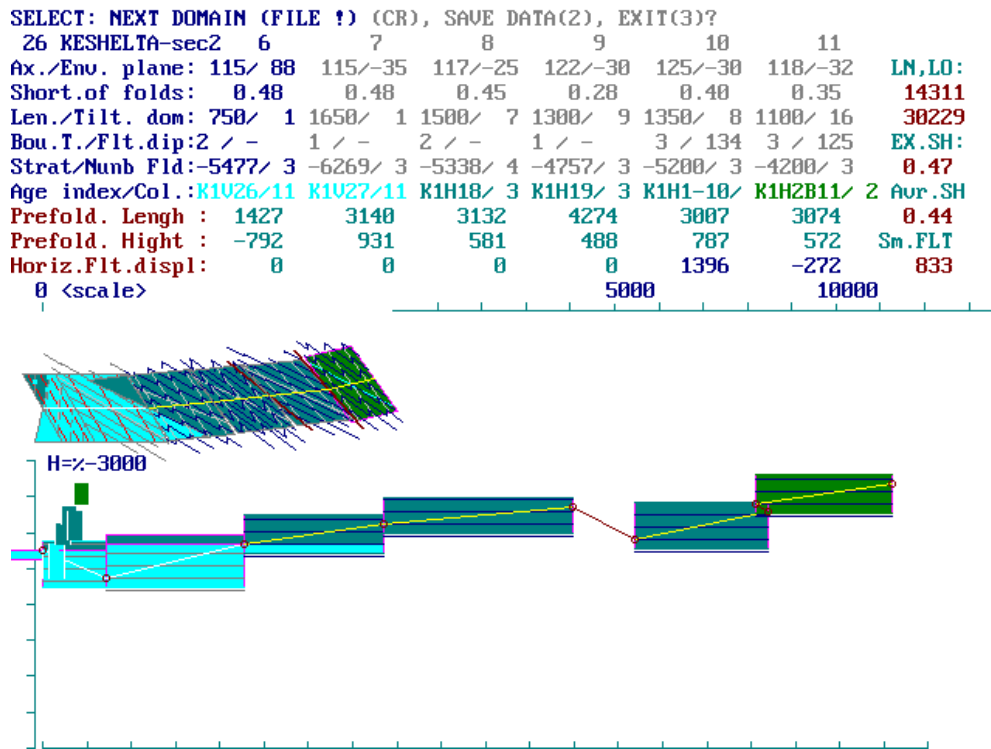 SELECT: NEXT DOMAIN (FILE !) (CR), SAVE DATA(2), EXIT(3)?
26 KESHELTA-sec2 6 7 8 9 10 11
Ax./Env. plane: 115/ 88 115/-35 117/-25 122/-30 125/-30 118/-32 LN,LO:
Short.of folds: 0.48 0.48 0.45 0.28 0.40 0.35 14311
Len./Tilt. dom: 750/ 1 1650/ 1 1500/ 7 1300/ 9 1350/ 8 1100/ 16 30229
Bou.T./Flt.dip:2 / - 1 / - 2 / - 1 / - 3 / 134 3 / 125 EX.SH:
Strat/Nunb Fld:-5477/ 3 -6269/ 3 -5338/ 4 -4757/ 3 -5200/ 3 -4200/ 3 0.47
Age index/Col.:K1V26/11 K1V27/11 K1H18/ 3 K1H19/ 3 K1H1-10/ K1H2B11/ 2 Avr.SH
Prefold. Lengh : 1427 3140 3132 4274 3007 3074 0.44
Prefold. Hight : -792 931 581 488 787 572 Sm.FLT
Horiz.Flt.displ: 0 0 0 0 1396 -272 833
0 <scale> 5000 10000
H=%-3000